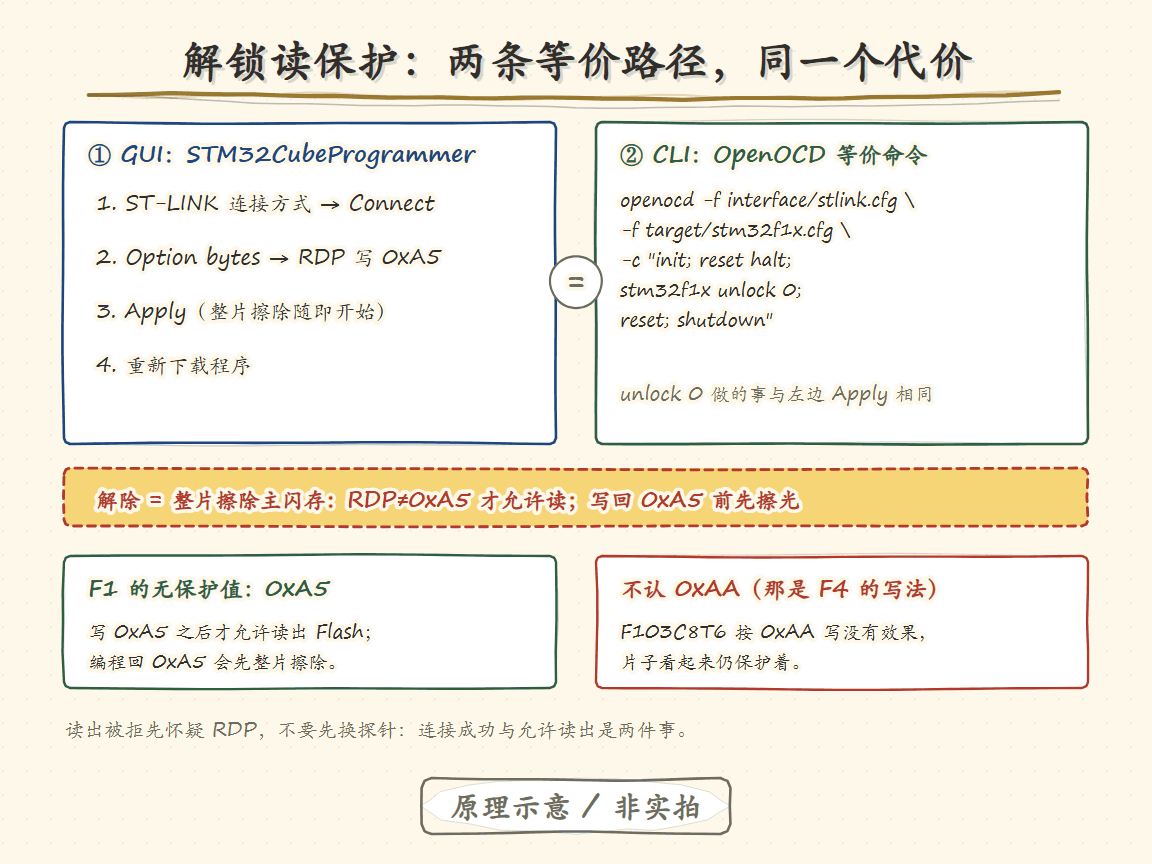 解锁读保护：两条等价路径，同一个代价
① GUI：STM32CubeProgrammer
1. ST-LINK 连接方式 → Connect
2. Option bytes → RDP 写 0xA5
3. Apply（整片擦除随即开始）
4. 重新下载程序
=
② CLI：OpenOCD 等价命令
openocd -f interface/stlink.cfg \
-f target/stm32f1x.cfg \
-c "init; reset halt;
stm32f1x unlock 0;
reset; shutdown"
unlock 0 做的事与左边 Apply 相同
解除 = 整片擦除主闪存：RDP≠0xA5 才允许读；写回 0xA5 前先擦光
F1 的无保护值：0xA5
写 0xA5 之后才允许读出 Flash；
编程回 0xA5 会先整片擦除。
不认 0xAA（那是 F4 的写法）
F103C8T6 按 0xAA 写没有效果，
片子看起来仍保护着。
读出被拒先怀疑 RDP，不要先换探针：连接成功与允许读出是两件事。
原理示意 / 非实拍